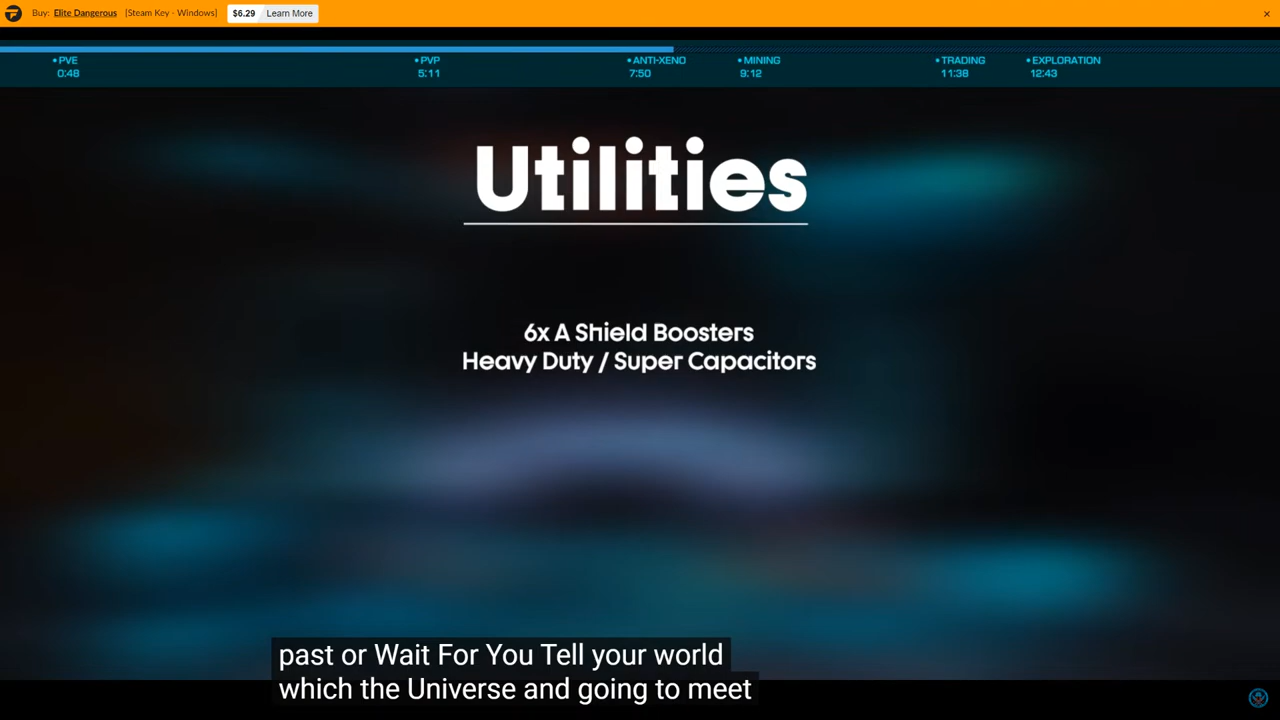 Buy: Elite Dangerous [Steam Key - Windows] $6.29 Learn More ×
• PVE • PVP • ANTI-XENO • MINING • TRADING • EXPLORATION
0:48 5:11 7:50 9:12 11:38 12:43
Utilities
6x A Shield Boosters
Heavy Duty / Super Capacitors
past or Wait For You Tell your world
which the Universe and going to meet